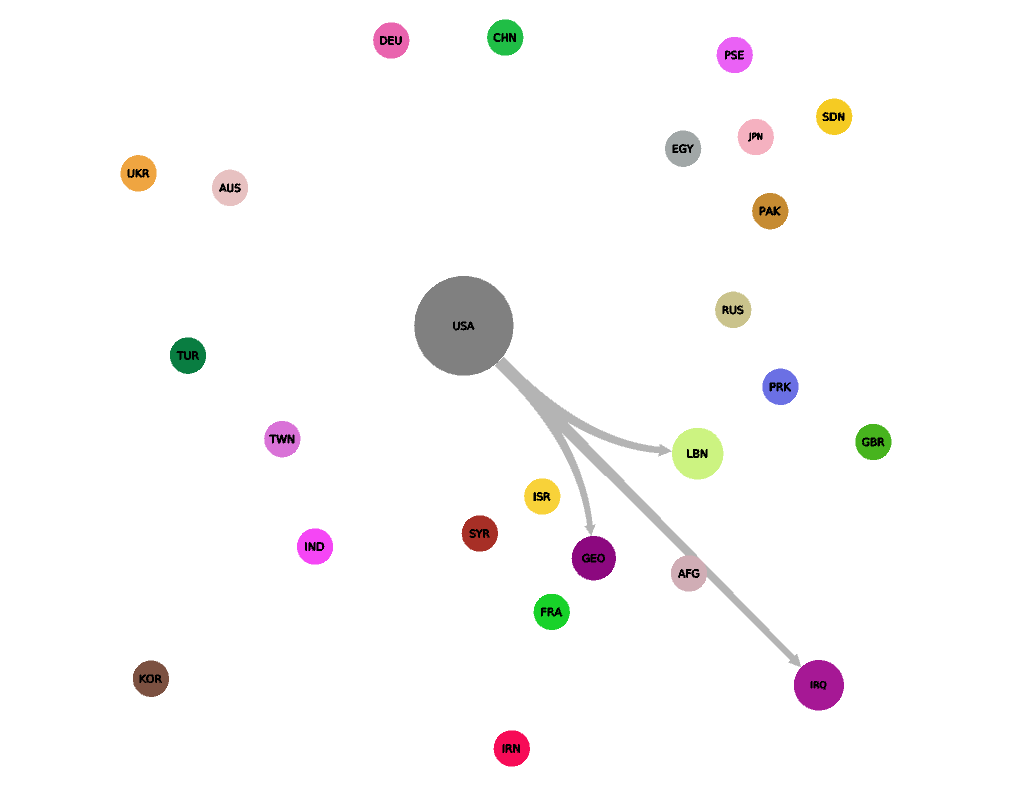 DEU
CHN
PSE
SDN
JPN
EGY
UKR
AUS
PAK
RUS
USA
TUR
PRK
TWN
GBR
LBN
ISR
SYR
IND
GEO
AFG
FRA
KOR
IRQ
IRN